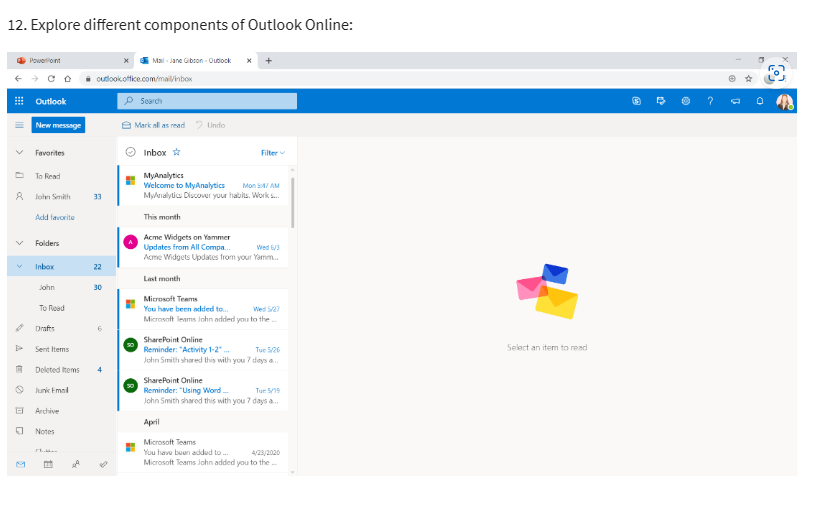 12. Explore different components of Outlook Online:
PowerPoint
Mail - Jane Gibson - Outlook
outlook.office.com/mail/inbox
Outlook
Search
New message
Mark all as read
Undo
Favorites
To Read
John Smith 33
Add favorite
Folders
Inbox 22
John 30
To Read
Drafts 6
Sent Items
Deleted Items 4
Junk Email
Archive
Notes
Inbox
Filter
MyAnalytics
Welcome to MyAnalytics Mon 5:47 AM
MyAnalytics Discover your habits. Work s...
This month
A
Acme Widgets on Yammer
Updates from All Compa... Wed 6/3
Acme Widgets Updates from your Yamm...
Last month
Microsoft Teams
You have been added to... Wed 5/27
Microsoft Teams John added you to the ...
SO
SharePoint Online
Reminder: "Activity 1-2" ... Tue 5/26
John Smith shared this with you 7 days a...
SO
SharePoint Online
Reminder: "Using Word ... Tue 5/19
John Smith shared this with you 7 days a...
April
Microsoft Teams
You have been added to ... 4/23/2020
Microsoft Teams John added you to the ...
Select an item to read